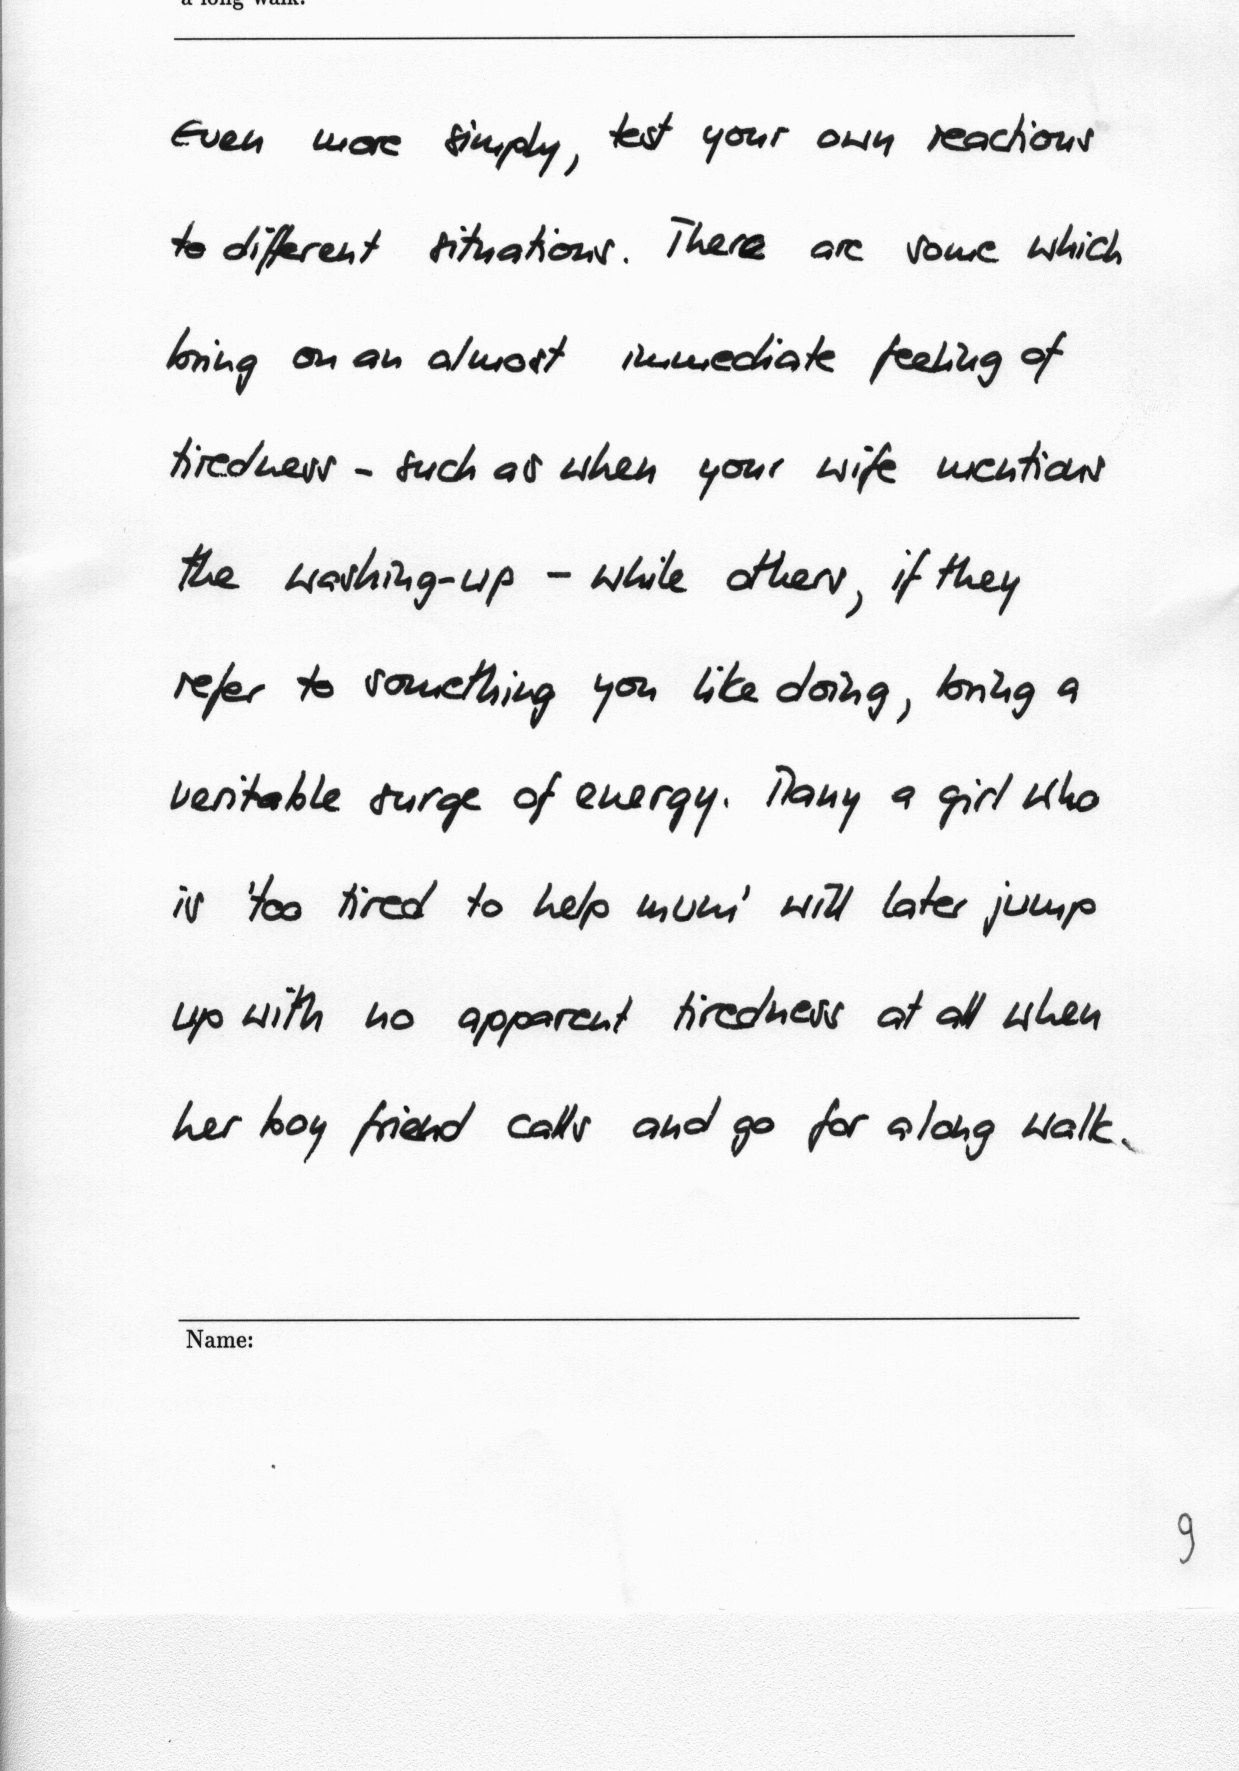 a long walk.
Even more simply, test your own reactions
to different situations. There are some which
bring on an almost immediate feeling of
tiredness - such as when your wife mentions
the washing-up - while others, if they
refer to something you like doing, bring a
veritable surge of energy. Many a girl who
is 'too tired to help mum' will later jump
up with no apparent tiredness at all when
her boy friend calls and go for a long walk.
Name:
9